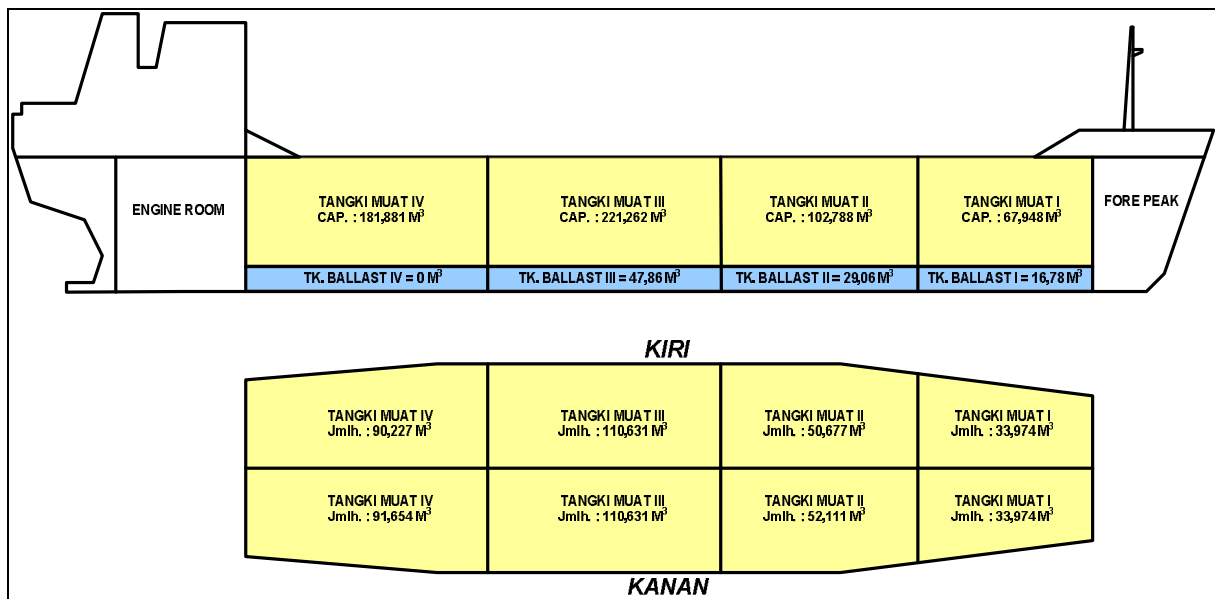 ENGINE ROOM
TANGKI MUAT IV
CAP. : 181,881 M³
TANGKI MUAT III
CAP. : 221,262 M³
TANGKI MUAT II
CAP. : 102,788 M³
TANGKI MUAT I
CAP. : 67,948 M³
FORE PEAK
TK. BALLAST IV = 0 M³
TK. BALLAST III = 47,86 M³
TK. BALLAST II = 29,06 M³
TK. BALLAST I = 16,78 M³
KIRI
TANGKI MUAT IV
Jmlh. : 90,227 M³
TANGKI MUAT III
Jmlh. : 110,631 M³
TANGKI MUAT II
Jmlh. : 50,677 M³
TANGKI MUAT I
Jmlh. : 33,974 M³
TANGKI MUAT IV
Jmlh. : 91,654 M³
TANGKI MUAT III
Jmlh. : 110,631 M³
TANGKI MUAT II
Jmlh. : 52,111 M³
TANGKI MUAT I
Jmlh. : 33,974 M³
KANAN